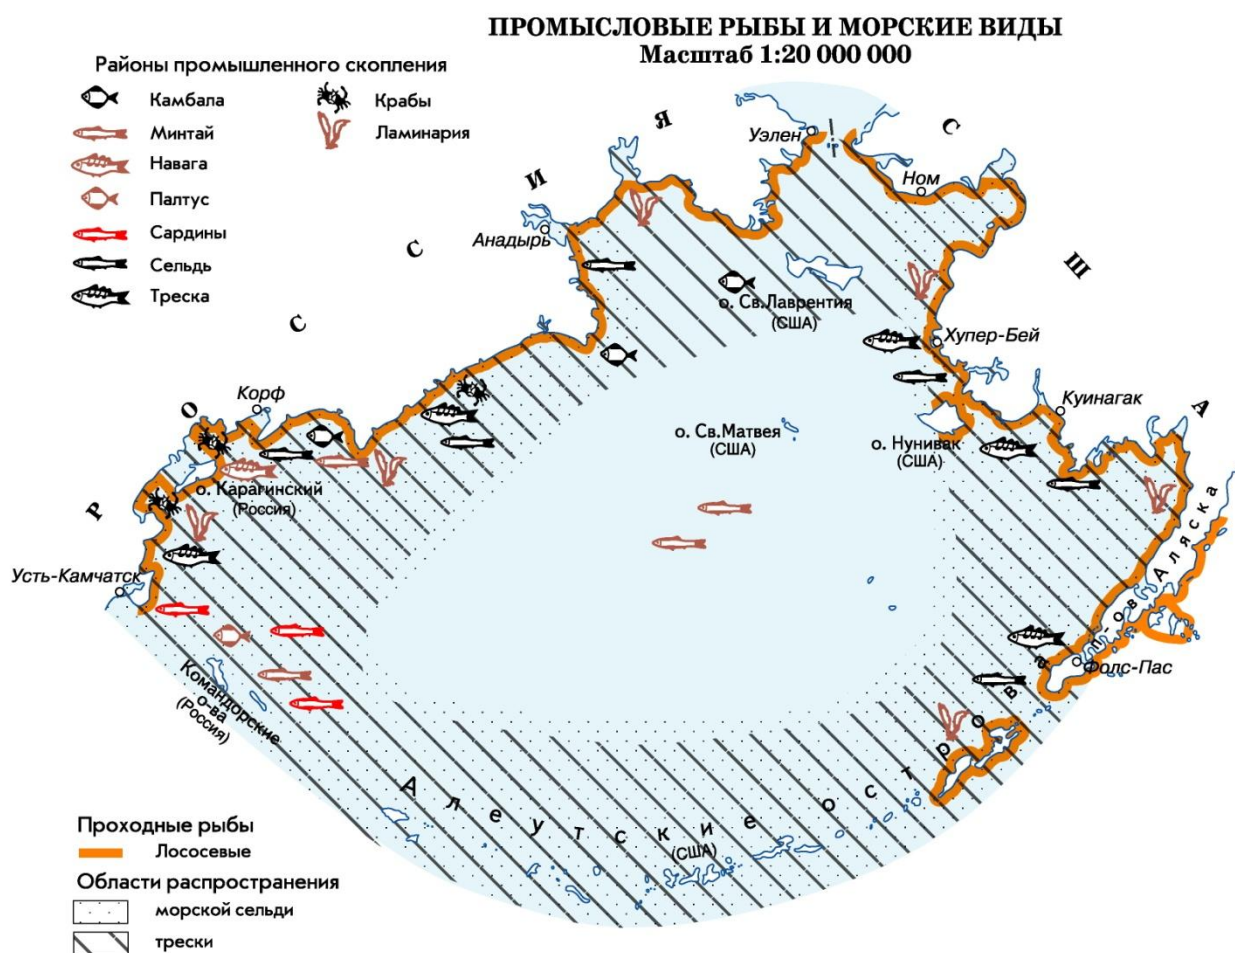 ПРОМЫСЛОВЫЕ РЫБЫ И МОРСКИЕ ВИДЫ
Масштаб 1:20 000 000
Районы промышленного скопления
Камбала
Минтай
Навага
Палтус
Сардины
Сельдь
Треска
Крабы
Ламинария
РОССИЯ
США
Уэлен
Ном
Анадырь
о. Св.Лаврентия
(США)
Хупер-Бей
Корф
Куинагак
о. Св.Матвея
(США)
о. Нунивак
(США)
о. Карагинский
(Россия)
Усть-Камчатск
п-ов Аляска
Фолс-Пас
Командорские
о-ва
(Россия)
Алеутские острова
(США)
Проходные рыбы
Лососевые
Области распространения
морской сельди
трески